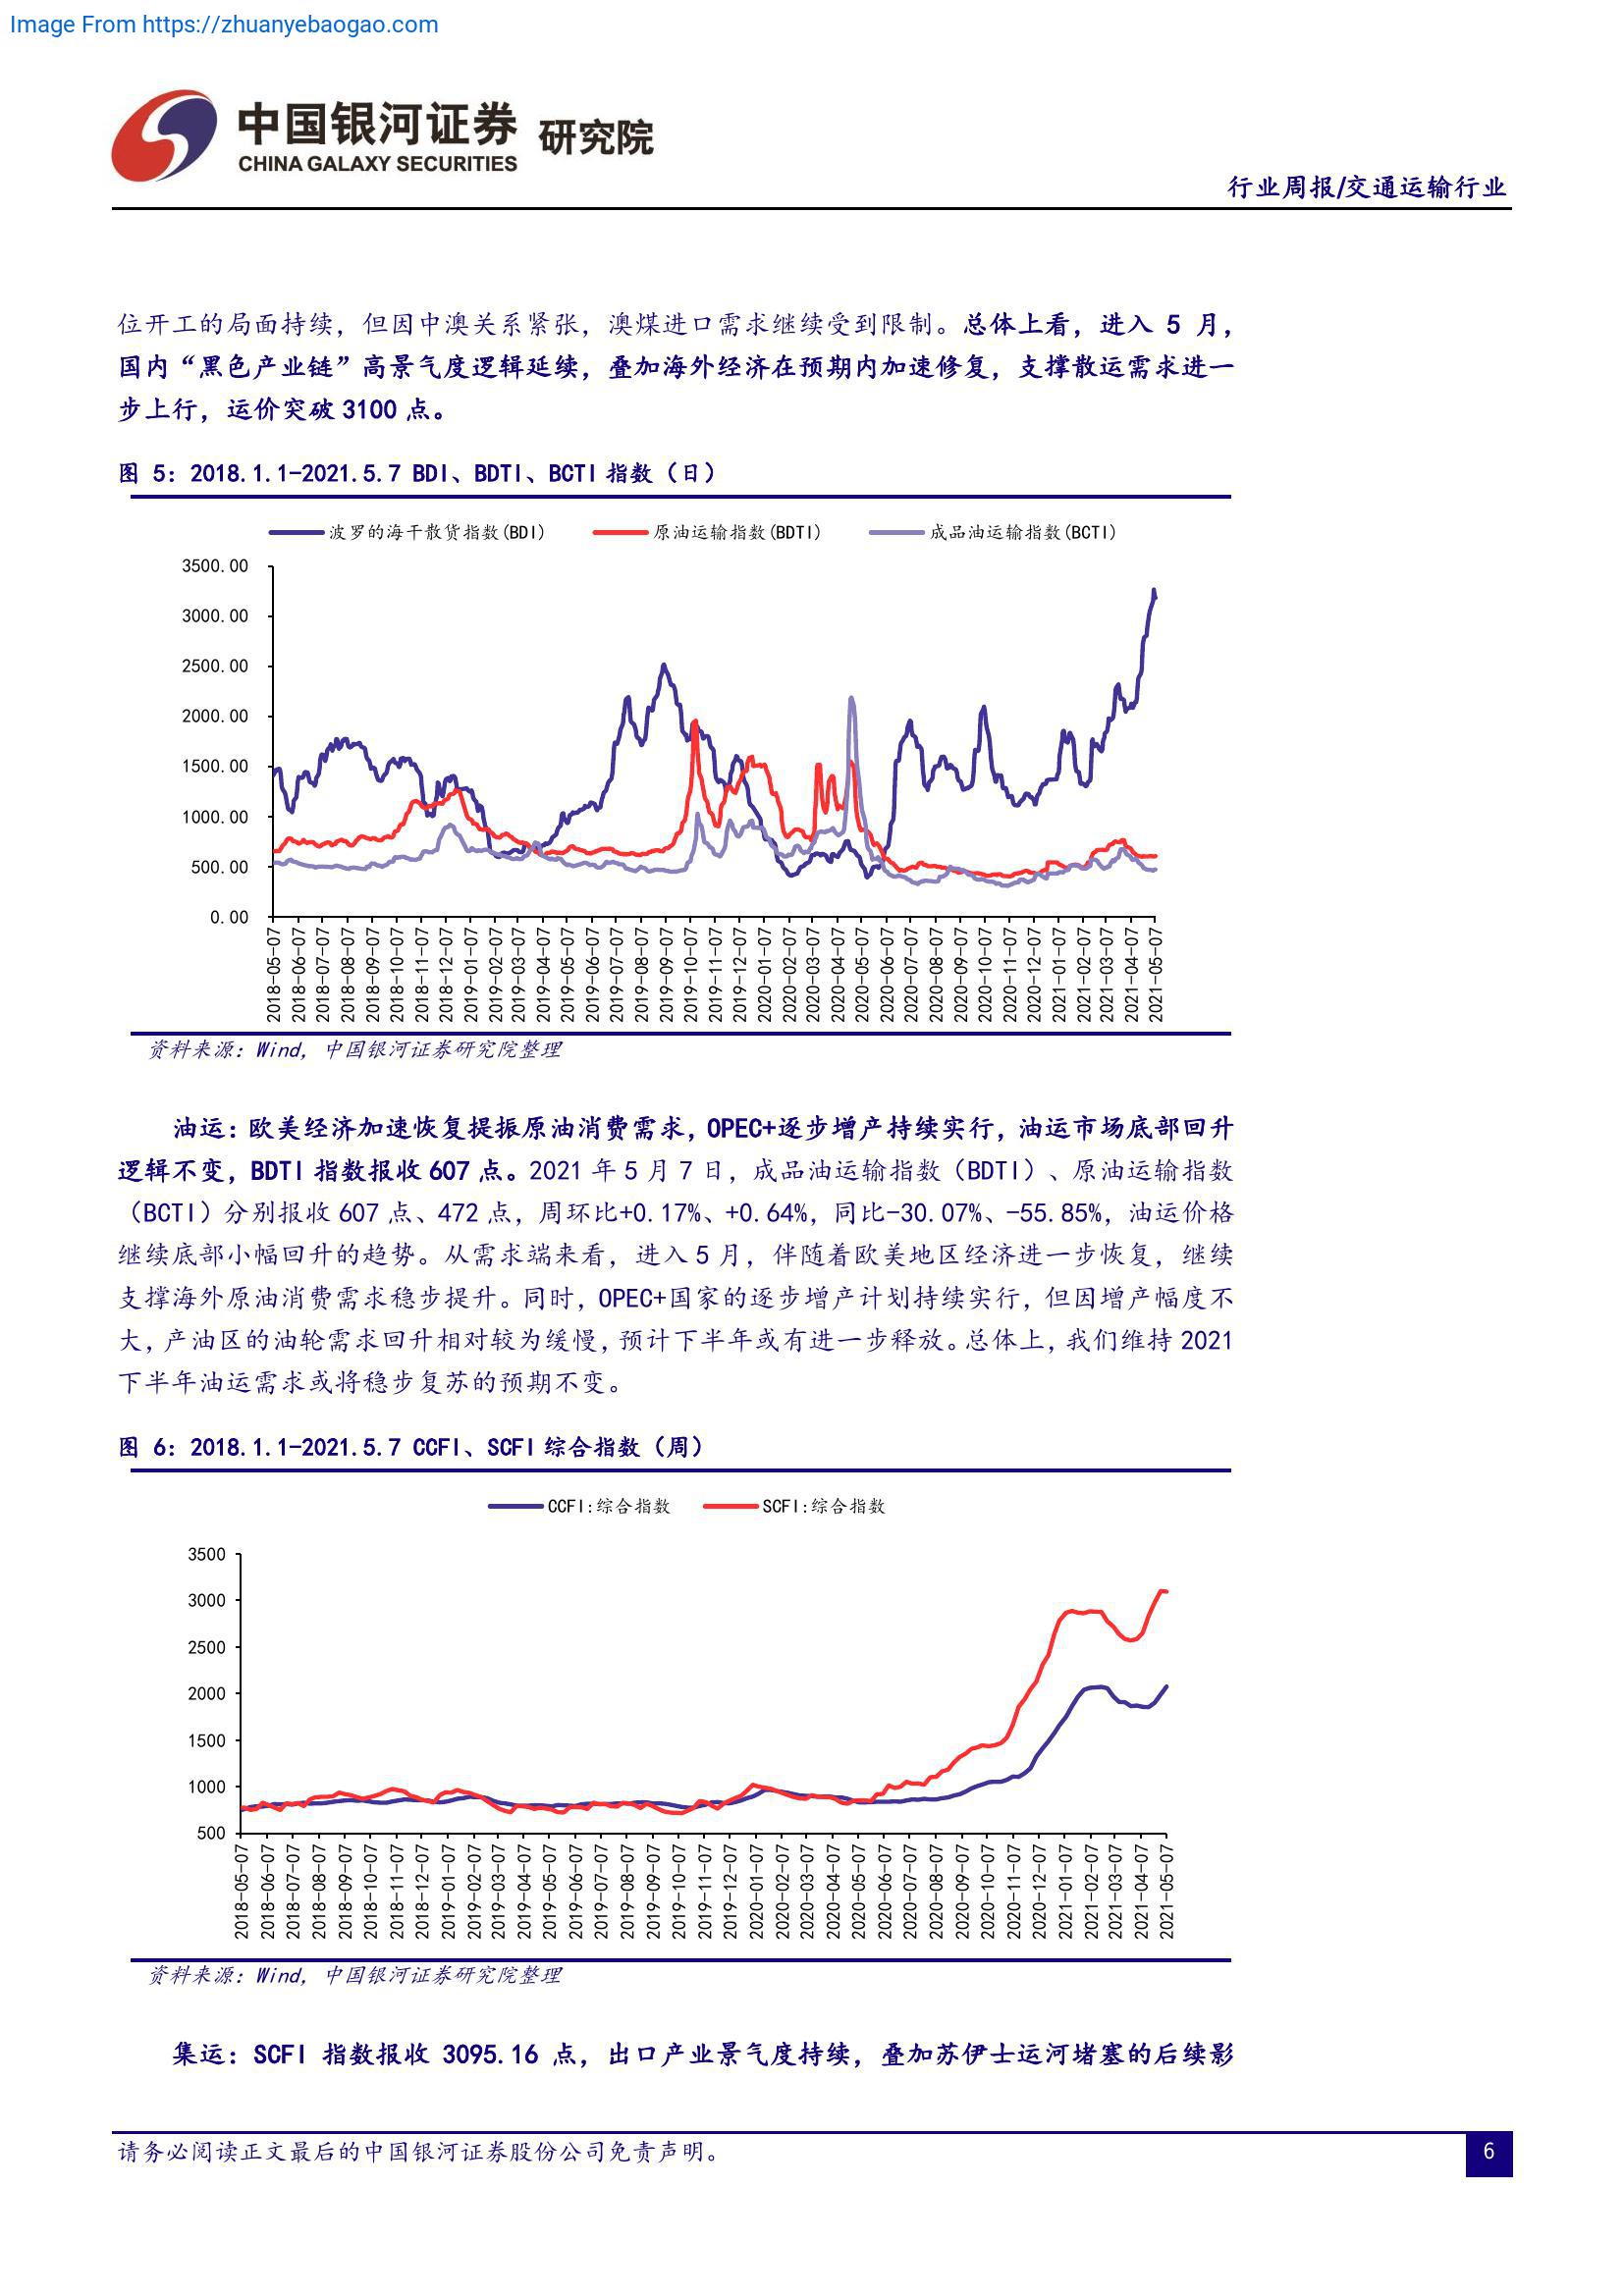 Image From https://zhuanyebaogao.com
中国银河证券 研究院
CHINA GALAXY SECURITIES
行业周报/交通运输行业
位开工的局面持续，但因中澳关系紧张，澳煤进口需求继续受到限制。总体上看，进入 5 月，
国内“黑色产业链”高景气度逻辑延续，叠加海外经济在预期内加速修复，支撑散运需求进一
步上行，运价突破 3100 点。
图 5：2018.1.1-2021.5.7 BDI、BDTI、BCTI 指数（日）
波罗的海干散货指数(BDI) 原油运输指数(BDTI) 成品油运输指数(BCTI)
3500.00
3000.00
2500.00
2000.00
1500.00
1000.00
500.00
0.00
2018-05-07 2018-06-07 2018-07-07 2018-08-07 2018-09-07 2018-10-07 2018-11-07 2018-12-07 2019-01-07 2019-02-07 2019-03-07 2019-04-07 2019-05-07 2019-06-07 2019-07-07 2019-08-07 2019-09-07 2019-10-07 2019-11-07 2019-12-07 2020-01-07 2020-02-07 2020-03-07 2020-04-07 2020-05-07 2020-06-07 2020-07-07 2020-08-07 2020-09-07 2020-10-07 2020-11-07 2020-12-07 2021-01-07 2021-02-07 2021-03-07 2021-04-07 2021-05-07
资料来源：Wind，中国银河证券研究院整理
油运：欧美经济加速恢复提振原油消费需求，OPEC+逐步增产持续实行，油运市场底部回升
逻辑不变，BDTI 指数报收 607 点。2021 年 5 月 7 日，成品油运输指数（BDTI）、原油运输指数
（BCTI）分别报收 607 点、472 点，周环比+0.17%、+0.64%，同比-30.07%、-55.85%，油运价格
继续底部小幅回升的趋势。从需求端来看，进入 5 月，伴随着欧美地区经济进一步恢复，继续
支撑海外原油消费需求稳步提升。同时，OPEC+国家的逐步增产计划持续实行，但因增产幅度不
大，产油区的油轮需求回升相对较为缓慢，预计下半年或有进一步释放。总体上，我们维持 2021
下半年油运需求或将稳步复苏的预期不变。
图 6：2018.1.1-2021.5.7 CCFI、SCFI 综合指数（周）
CCFI:综合指数 SCFI:综合指数
3500
3000
2500
2000
1500
1000
500
2018-05-07 2018-06-07 2018-07-07 2018-08-07 2018-09-07 2018-10-07 2018-11-07 2018-12-07 2019-01-07 2019-02-07 2019-03-07 2019-04-07 2019-05-07 2019-06-07 2019-07-07 2019-08-07 2019-09-07 2019-10-07 2019-11-07 2019-12-07 2020-01-07 2020-02-07 2020-03-07 2020-04-07 2020-05-07 2020-06-07 2020-07-07 2020-08-07 2020-09-07 2020-10-07 2020-11-07 2020-12-07 2021-01-07 2021-02-07 2021-03-07 2021-04-07 2021-05-07
资料来源：Wind，中国银河证券研究院整理
集运：SCFI 指数报收 3095.16 点，出口产业景气度持续，叠加苏伊士运河堵塞的后续影
请务必阅读正文最后的中国银河证券股份公司免责声明。
6